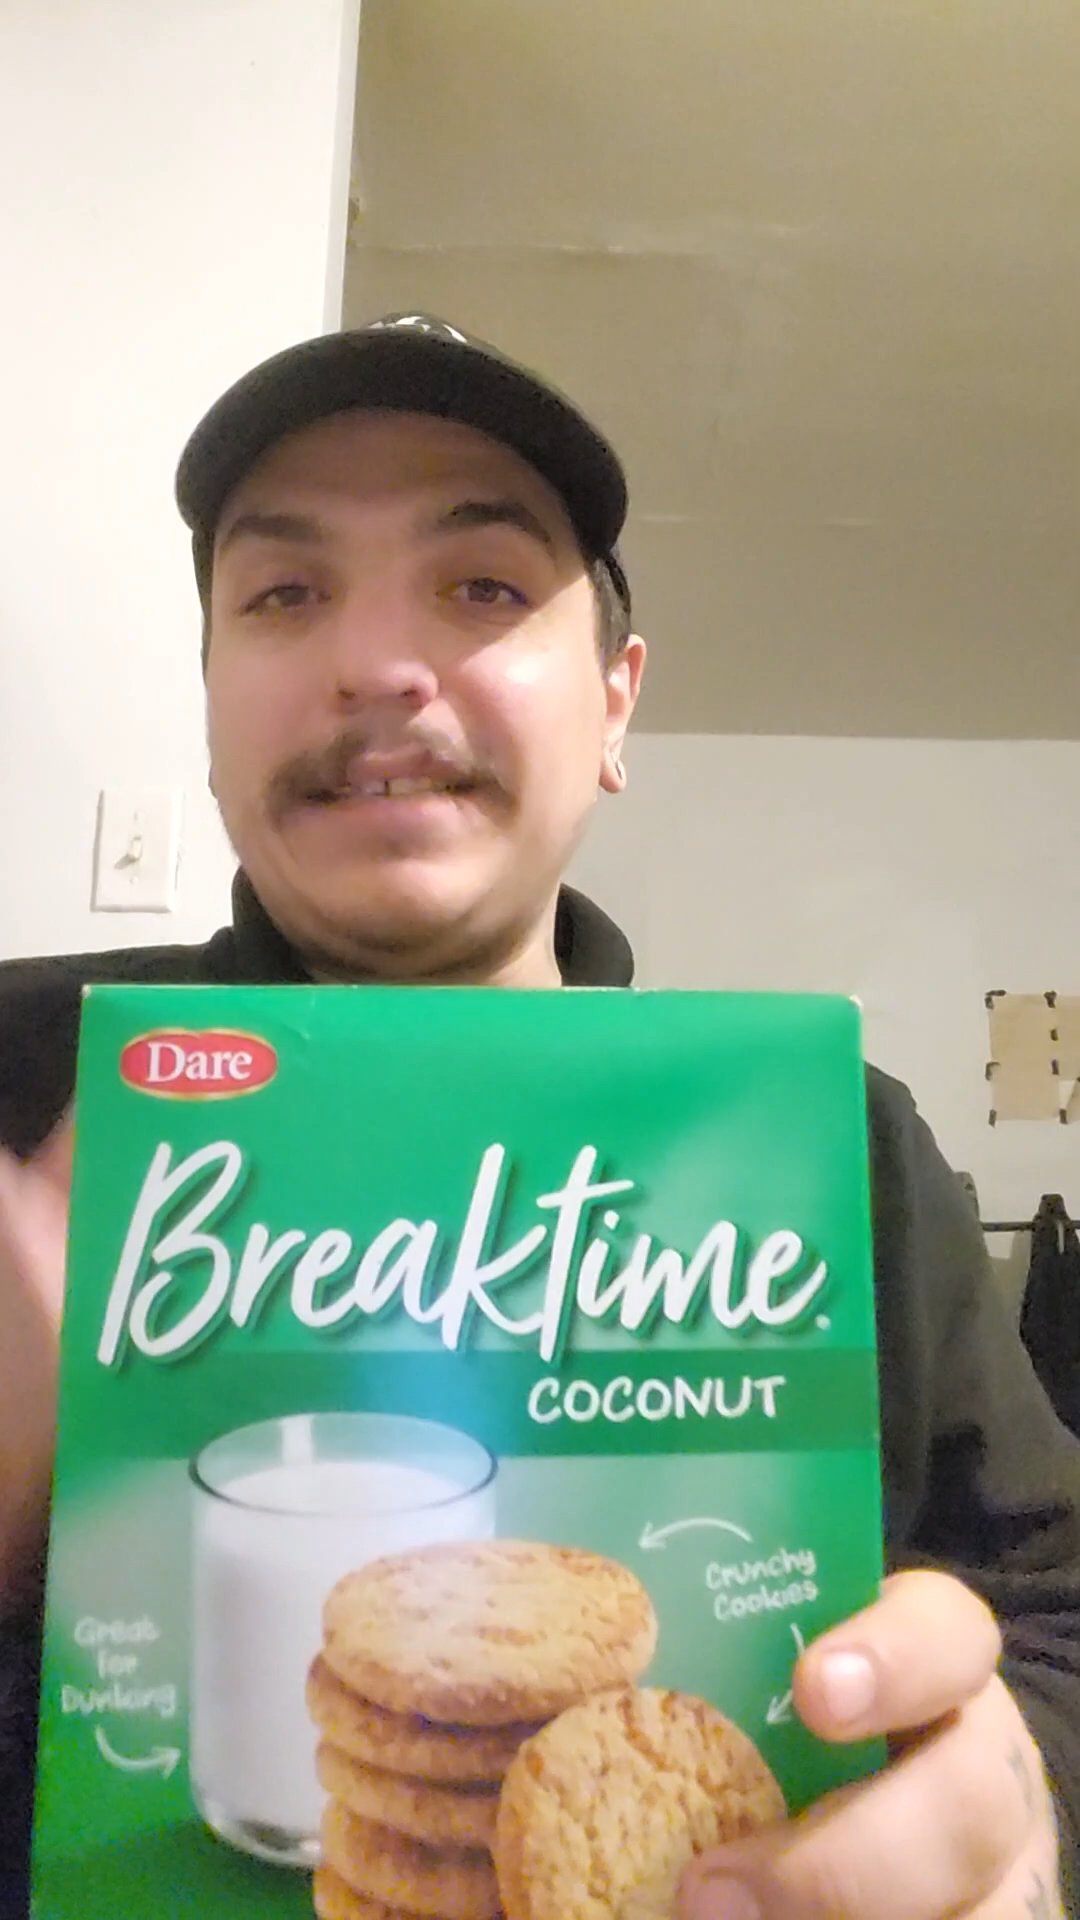 Dare
Breaktime.
COCONUT
Crunchy
Cookies
Great
for
Dunking